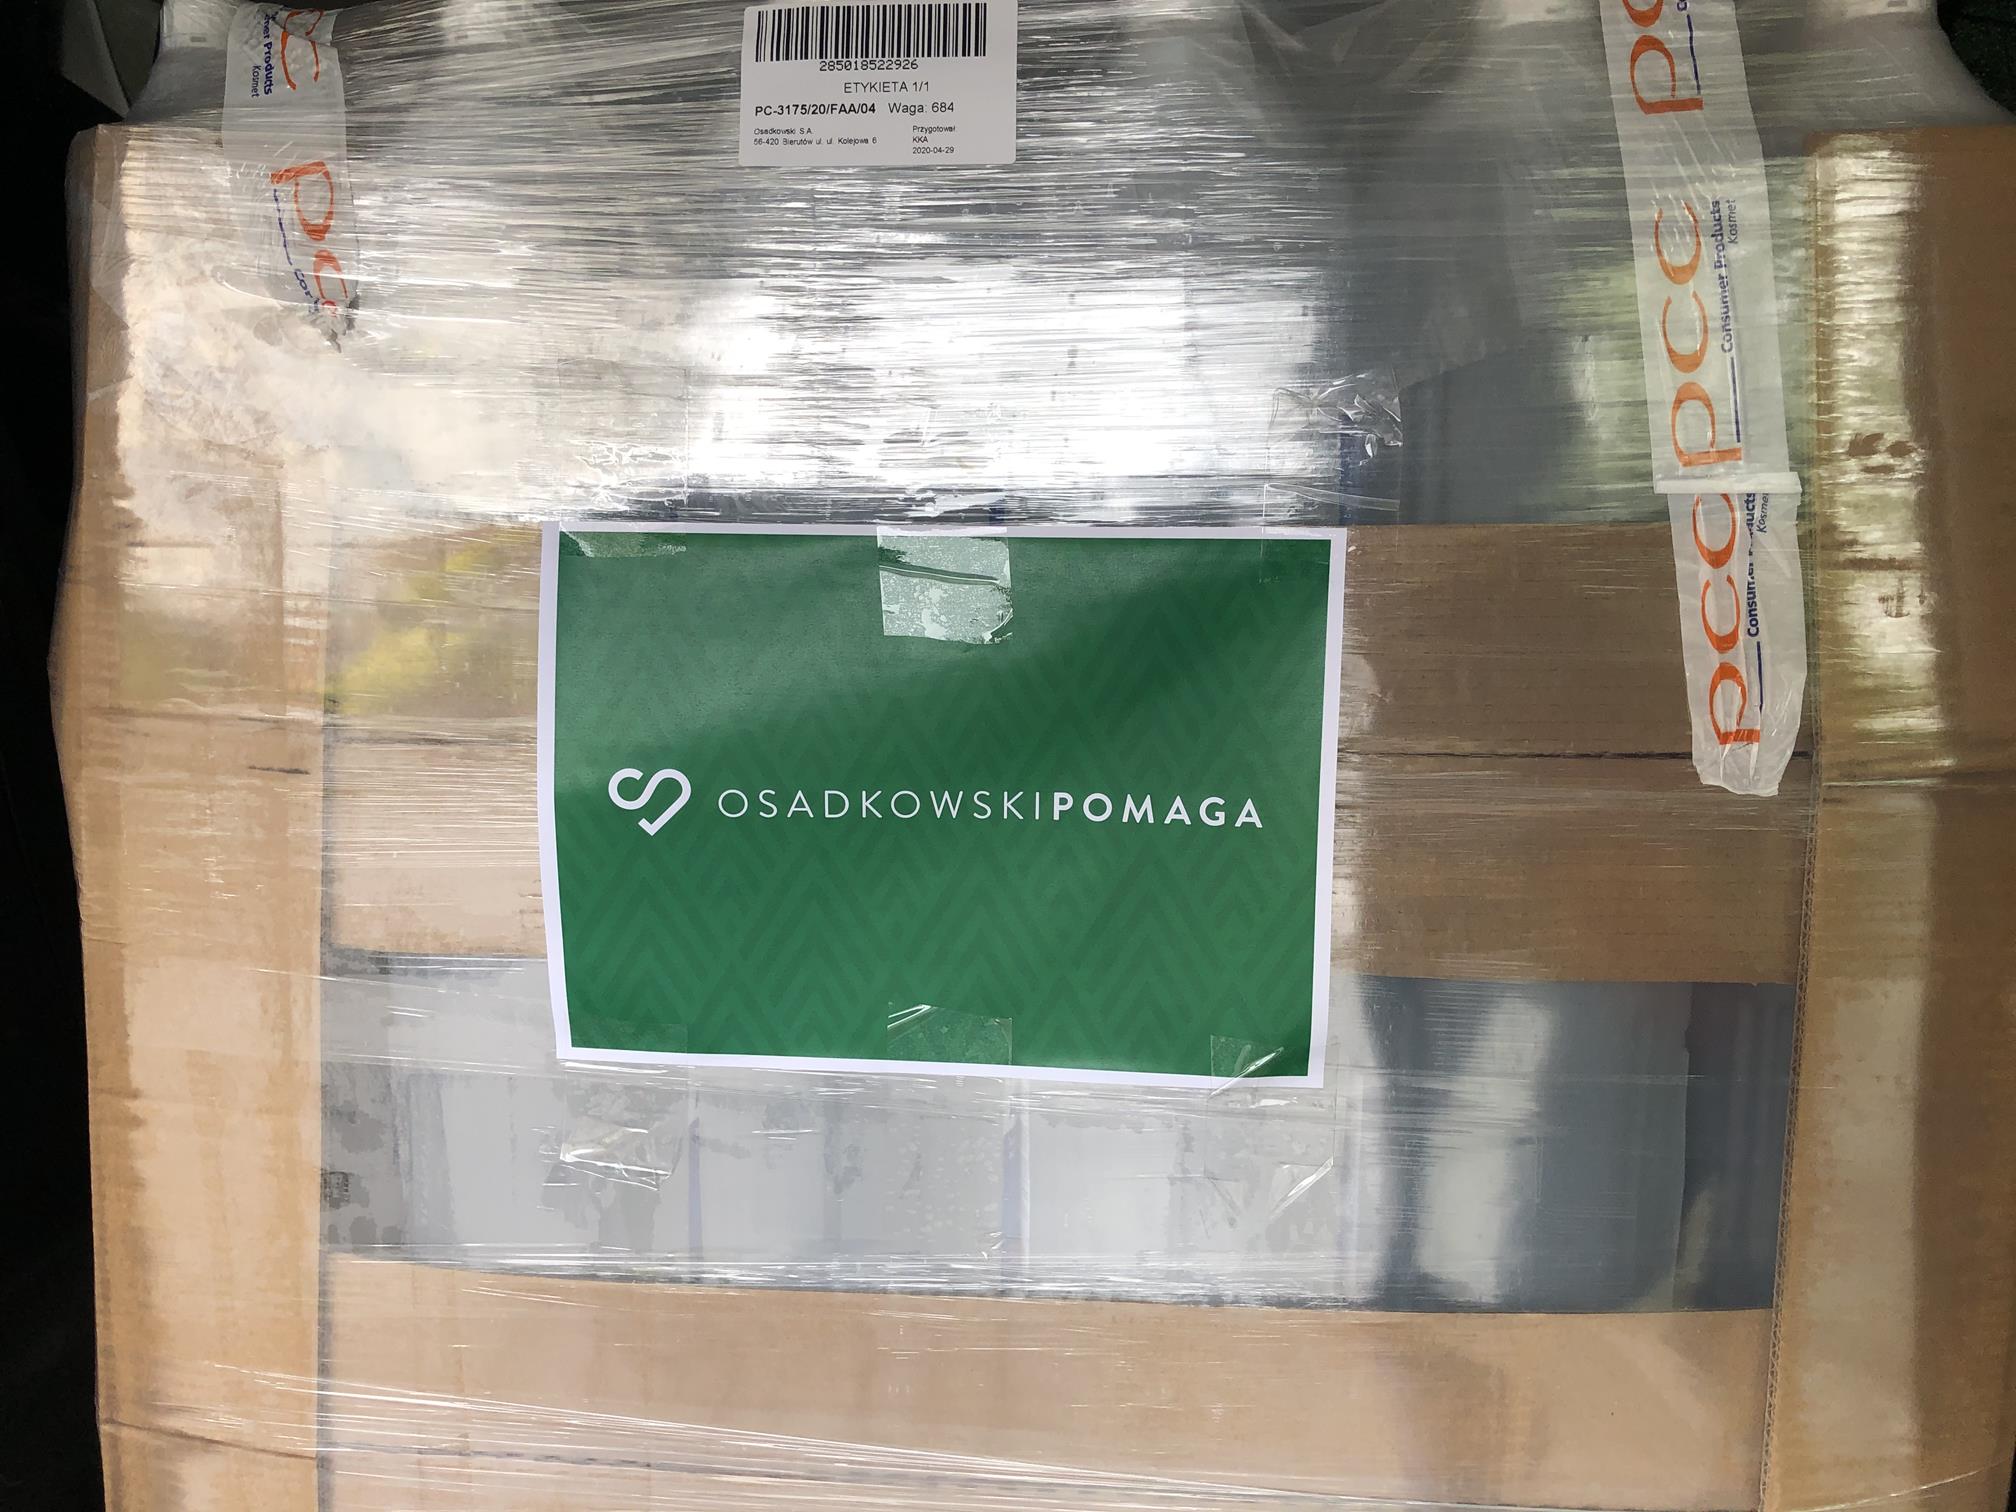 285018522926
ETYKIETA 1/1
PC-3175/20/FAA/04 Waga: 684
Osadkowski S.A.
56-420 Bierutów ul. ul. Kolejowa 6
Przygotował:
KKA
2020-04-29
pcc
Consumer Products
Kosmet
pcc
Consumer Products
Kosmet
pcc
OSADKOWSKIPOMAGA